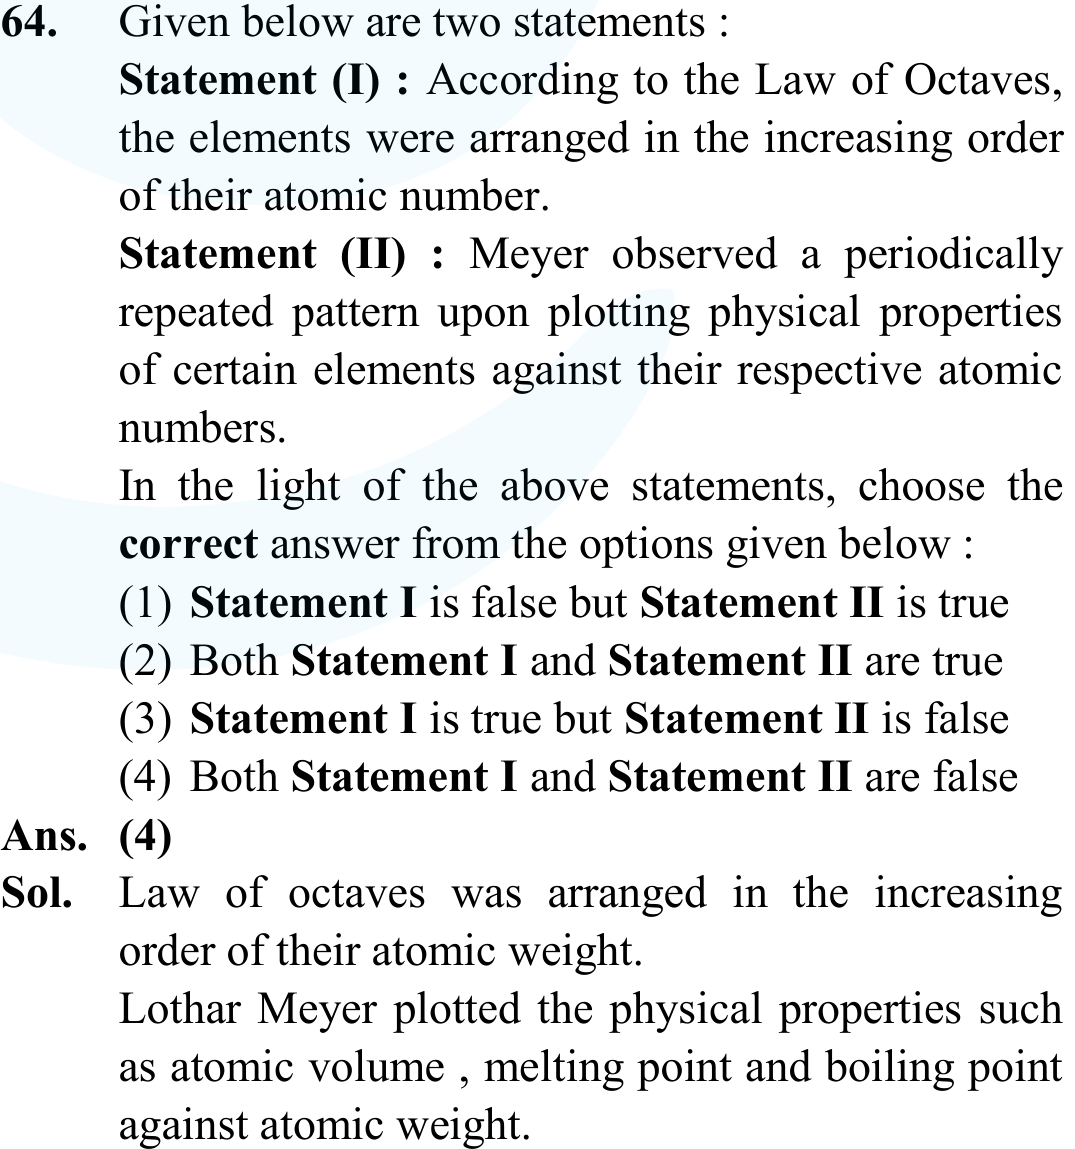 64. Given below are two statements :
Statement (I) : According to the Law of Octaves,
the elements were arranged in the increasing order
of their atomic number.
Statement (II) : Meyer observed a periodically
repeated pattern upon plotting physical properties
of certain elements against their respective atomic
numbers.
In the light of the above statements, choose the
correct answer from the options given below :
(1) Statement I is false but Statement II is true
(2) Both Statement I and Statement II are true
(3) Statement I is true but Statement II is false
(4) Both Statement I and Statement II are false
Ans. (4)
Sol. Law of octaves was arranged in the increasing
order of their atomic weight.
Lothar Meyer plotted the physical properties such
as atomic volume , melting point and boiling point
against atomic weight.